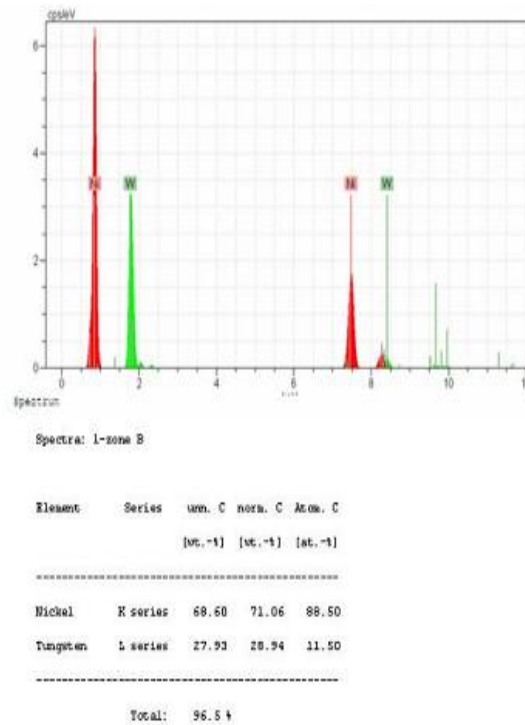 cps/eV
6
4
2
0
Ni W Ni W
0 2 4 6 8 10 12
Spectrum
Spectra: 1-zone B
Element Series unn. C norm. C Atom. C
[wt.-%] [wt.-%] [at.-%]
Nickel K series 68.60 71.06 88.50
Tungsten L series 27.93 28.94 11.50
Total: 96.5 %